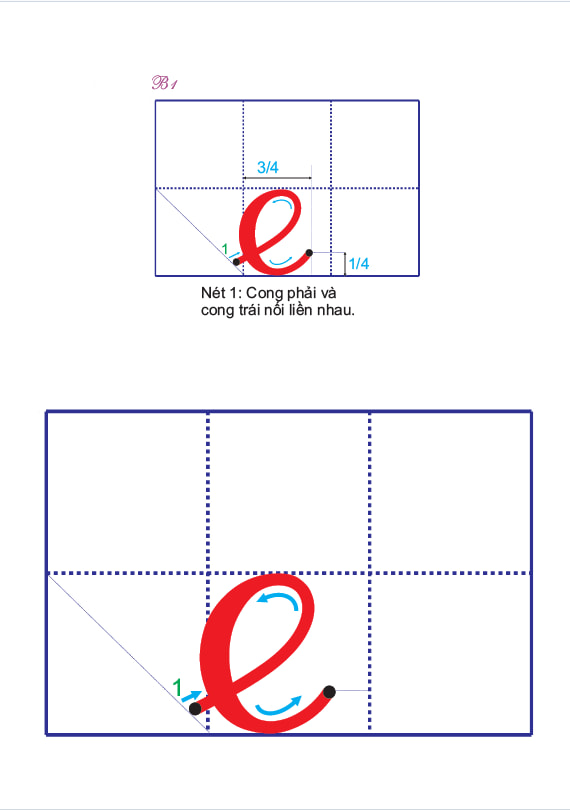 B1
3/4
1
1/4
Nét 1: Cong phải và
cong trái nối liền nhau.
e
1
e